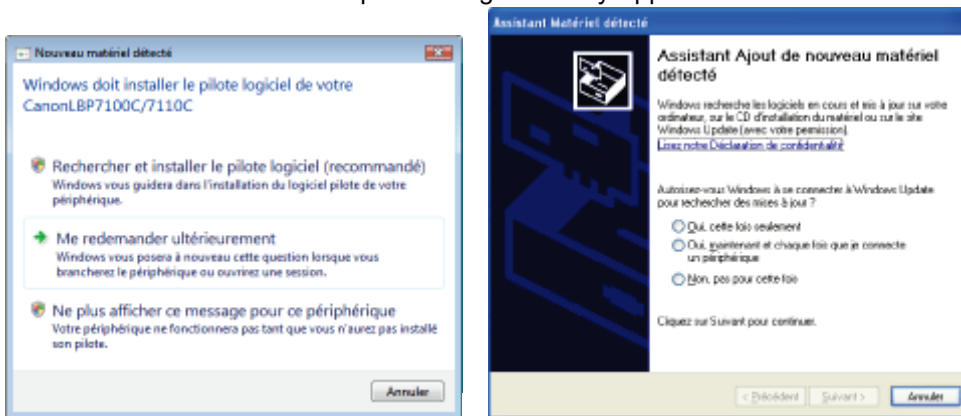 Nouveau matériel détecté
Windows doit installer le pilote logiciel de votre
CanonLBP7100C/7110C
Rechercher et installer le pilote logiciel (recommandé)
Windows vous guidera dans l'installation du logiciel pilote de votre
périphérique.
Me redemander ultérieurement
Windows vous posera à nouveau cette question lorsque vous
brancherez le périphérique ou ouvrirez une session.
Ne plus afficher ce message pour ce périphérique
Votre périphérique ne fonctionnera pas tant que vous n'aurez pas installé
son pilote.
Annuler
Assistant Matériel détecté
Assistant Ajout de nouveau matériel
détecté
Windows recherche les logiciels en cours et mis à jour sur votre
ordinateur, sur le CD d'installation du matériel ou sur le site
Windows Update (avec votre permission).
Lisez notre Déclaration de confidentialité
Autorisez-vous Windows à se connecter à Windows Update
pour rechercher des mises à jour ?
Oui, cette fois seulement
Oui, maintenant et chaque fois que je connecte
un périphérique
Non, pas pour cette fois
Cliquez sur Suivant pour continuer.
< Précédent Suivant > Annuler